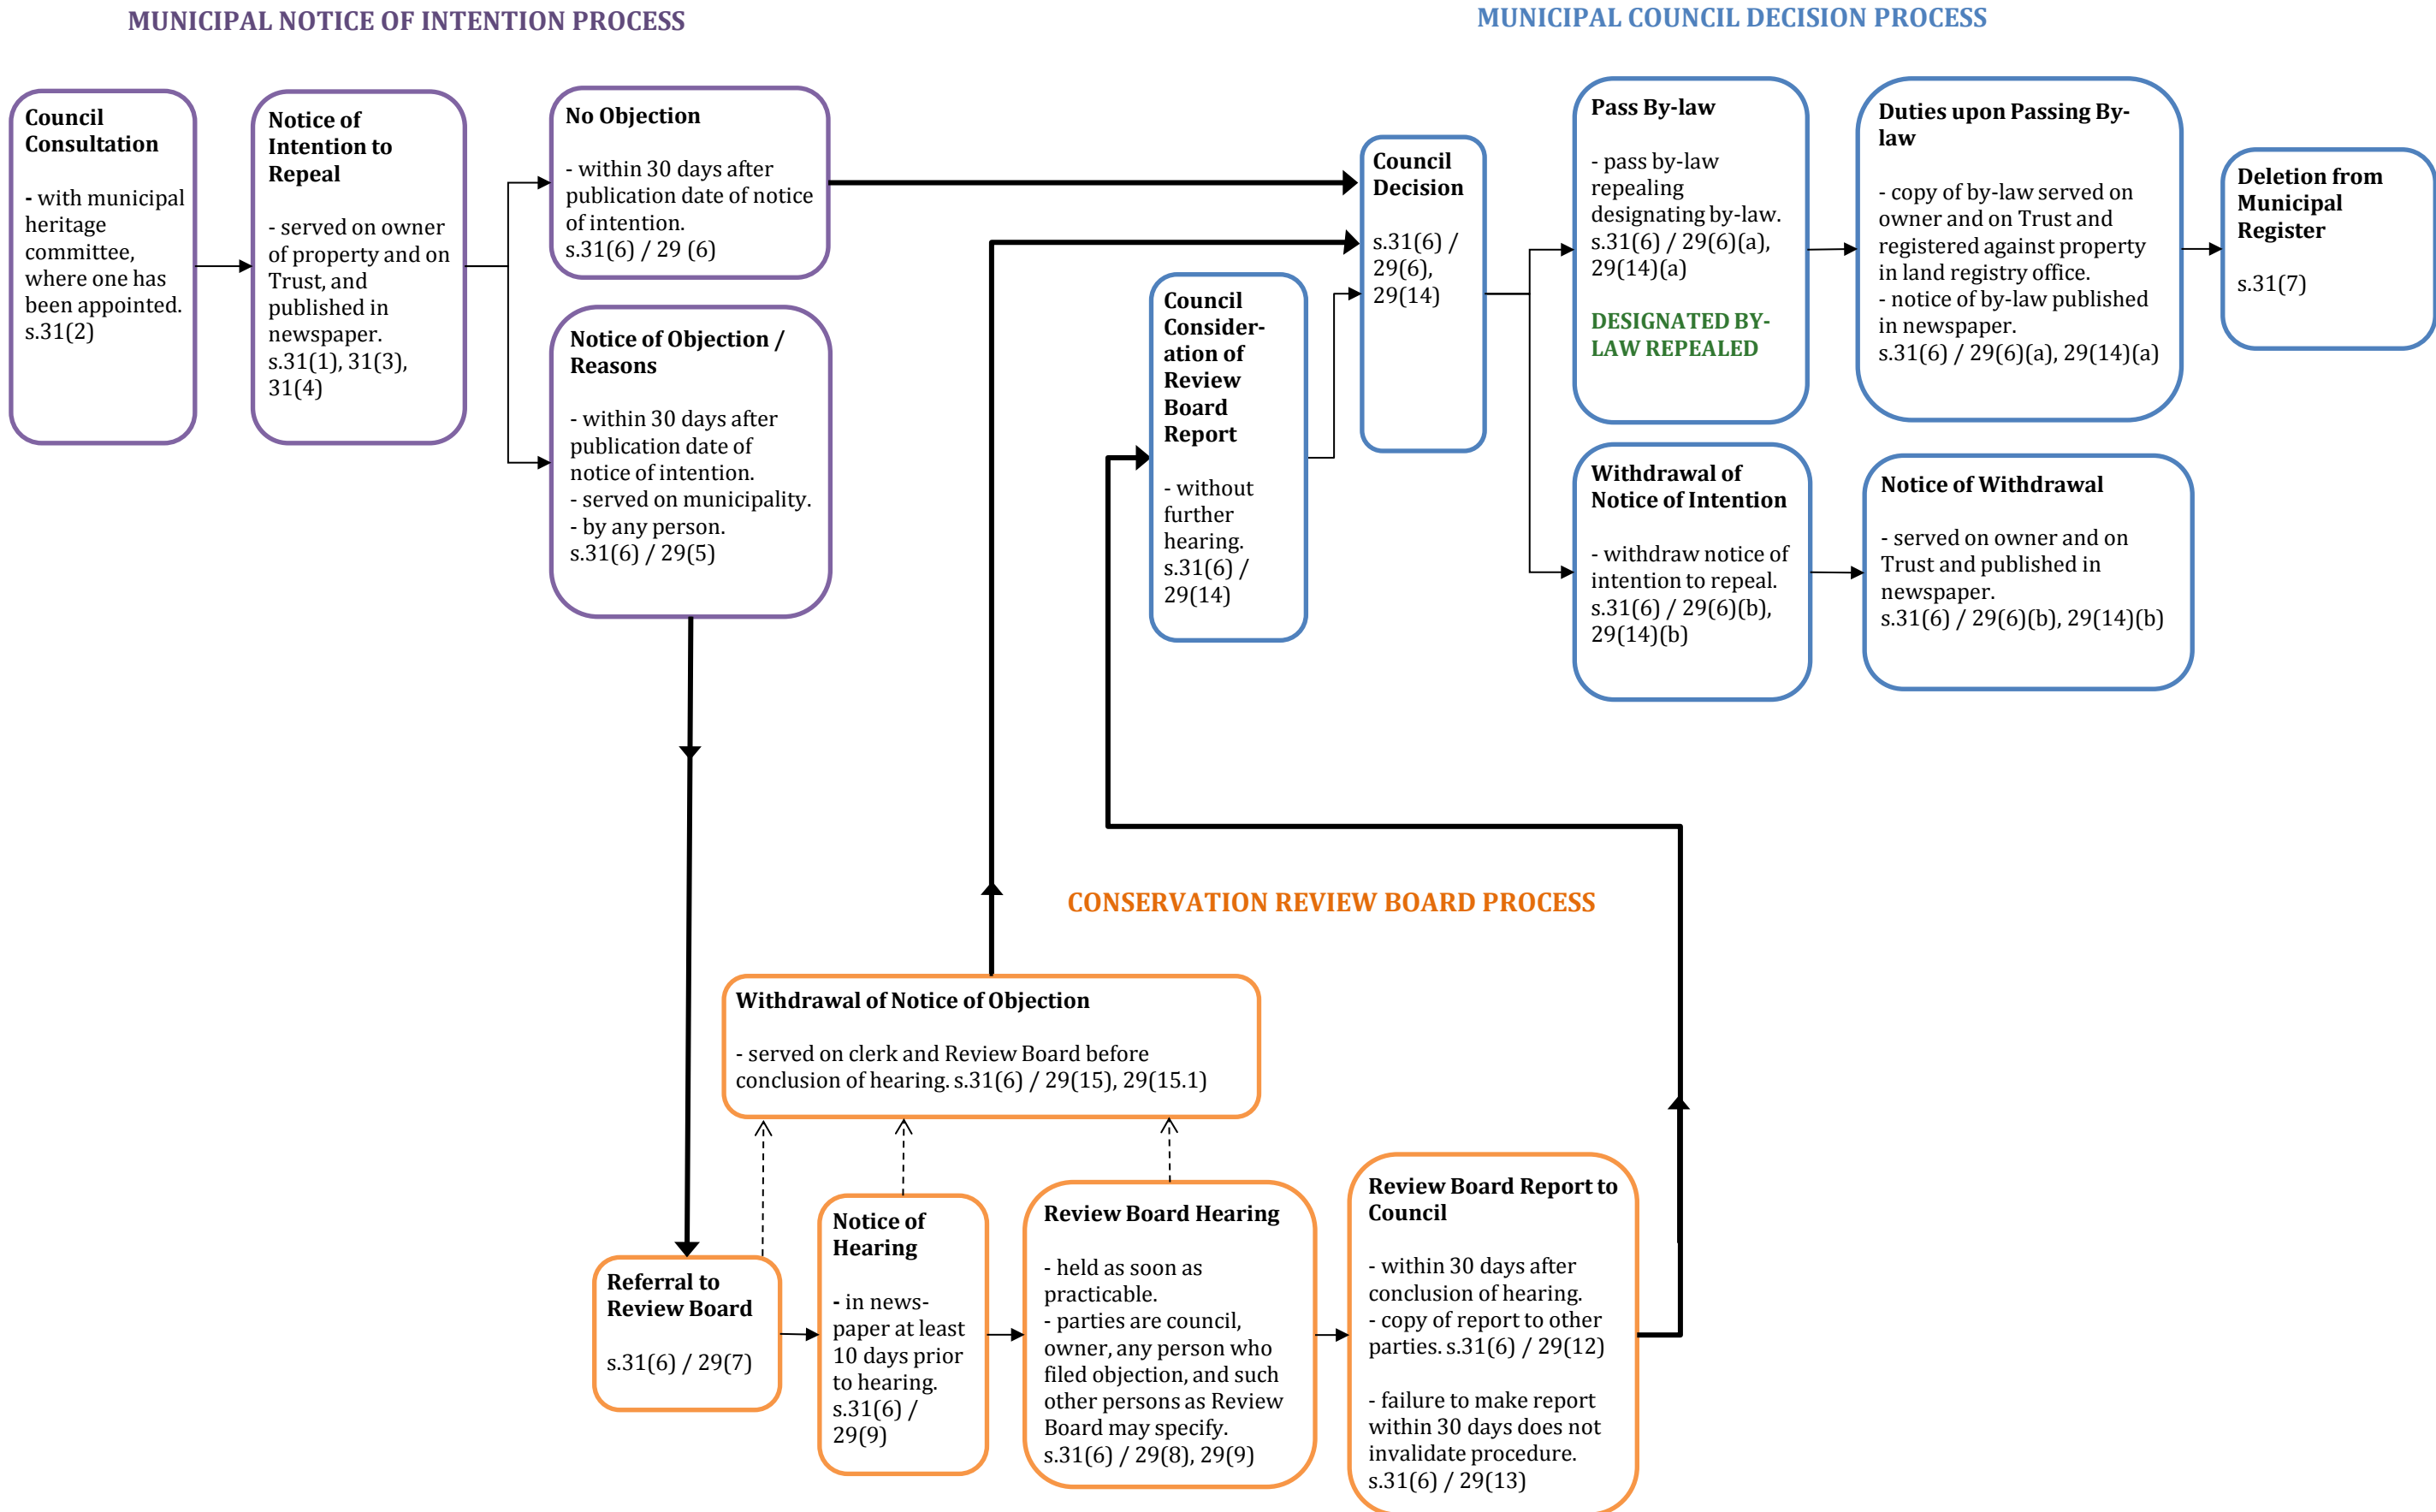 MUNICIPAL NOTICE OF INTENTION PROCESS
MUNICIPAL COUNCIL DECISION PROCESS
Council
Consultation
- with municipal
heritage
committee,
where one has
been appointed.
s.31(2)
Notice of
Intention to
Repeal
- served on owner
of property and on
Trust, and
published in
newspaper.
s.31(1), 31(3),
31(4)
No Objection
- within 30 days after
publication date of notice
of intention.
s.31(6) / 29 (6)
Notice of Objection /
Reasons
- within 30 days after
publication date of
notice of intention.
- served on municipality.
- by any person.
s.31(6) / 29(5)
Council
Consider-
ation of
Review
Board
Report
- without
further
hearing.
s.31(6) /
29(14)
Council
Decision
s.31(6) /
29(6),
29(14)
Pass By-law
- pass by-law
repealing
designating by-law.
s.31(6) / 29(6)(a),
29(14)(a)
DESIGNATED BY-
LAW REPEALED
Duties upon Passing By-
law
- copy of by-law served on
owner and on Trust and
registered against property
in land registry office.
- notice of by-law published
in newspaper.
s.31(6) / 29(6)(a), 29(14)(a)
Deletion from
Municipal
Register
s.31(7)
Withdrawal of
Notice of Intention
- withdraw notice of
intention to repeal.
s.31(6) / 29(6)(b),
29(14)(b)
Notice of Withdrawal
- served on owner and on
Trust and published in
newspaper.
s.31(6) / 29(6)(b), 29(14)(b)
CONSERVATION REVIEW BOARD PROCESS
Withdrawal of Notice of Objection
- served on clerk and Review Board before
conclusion of hearing. s.31(6) / 29(15), 29(15.1)
Referral to
Review Board
s.31(6) / 29(7)
Notice of
Hearing
- in news-
paper at least
10 days prior
to hearing.
s.31(6) /
29(9)
Review Board Hearing
- held as soon as
practicable.
- parties are council,
owner, any person who
filed objection, and such
other persons as Review
Board may specify.
s.31(6) / 29(8), 29(9)
Review Board Report to
Council
- within 30 days after
conclusion of hearing.
- copy of report to other
parties. s.31(6) / 29(12)
- failure to make report
within 30 days does not
invalidate procedure.
s.31(6) / 29(13)